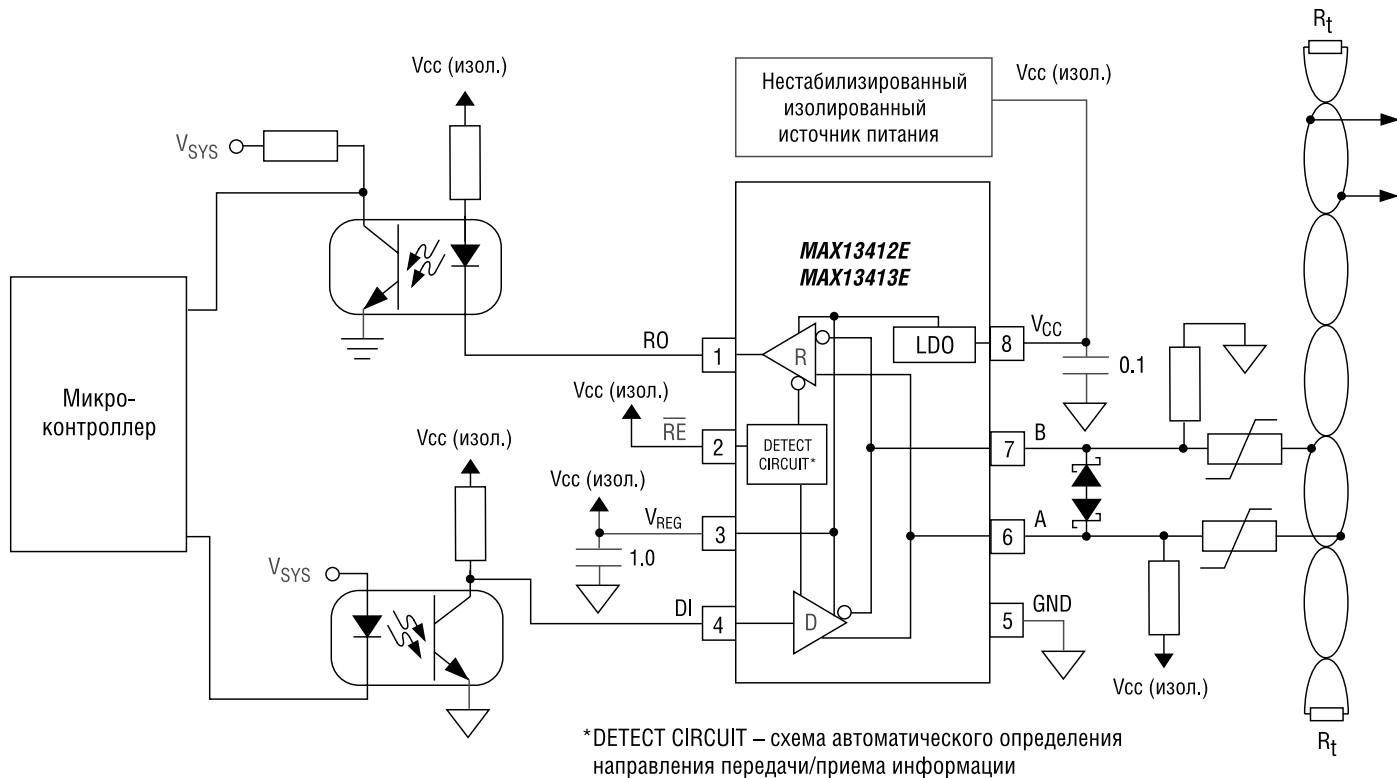 Rt
Vcc (изол.)
Нестабилизированный
изолированный
источник питания
Vcc (изол.)
VSYS
MAX13412E
MAX13413E
RO
1
R
LDO
8
VCC
0.1
Микро-
контроллер
Vcc (изол.)
RE
2
DETECT
CIRCUIT*
7
B
Vcc (изол.)
Vcc (изол.)
VREG
3
1.0
6
A
VSYS
DI
4
D
5
GND
Vcc (изол.)
Rt
*DETECT CIRCUIT – схема автоматического определения
направления передачи/приема информации